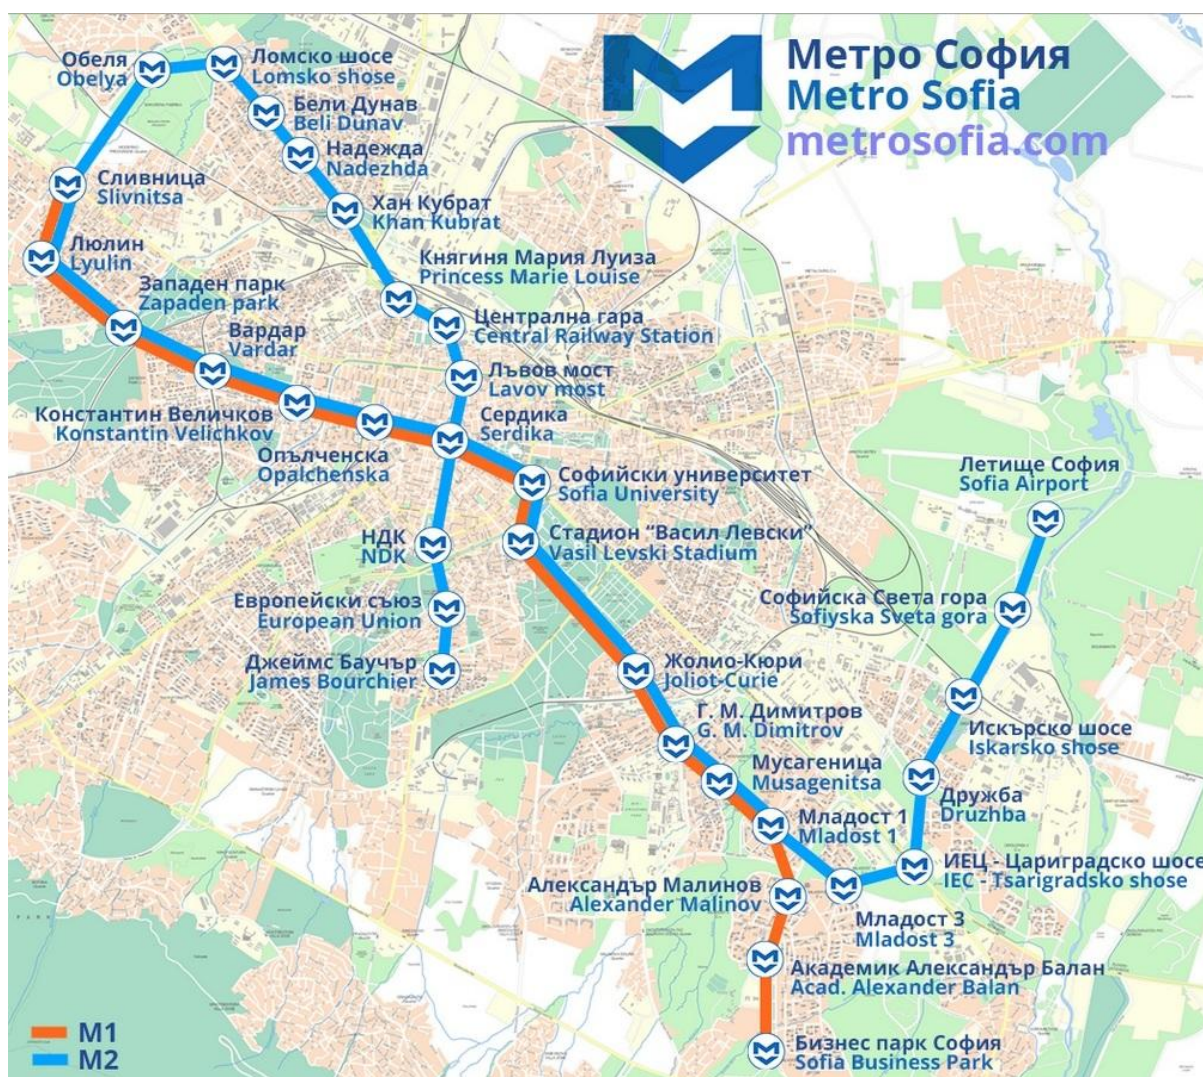 Метро София
Metro Sofia
metrosofia.com
Обеля
Obelya
Ломско шосе
Lomsko shose
Бели Дунав
Beli Dunav
Надежда
Nadezhda
Сливница
Slivnitsa
Хан Кубрат
Khan Kubrat
Люлин
Lyulin
Княгиня Мария Луиза
Princess Marie Louise
Западен парк
Zapaden park
Централна гара
Central Railway Station
Вардар
Vardar
Лъвов мост
Lavov most
Константин Величков
Konstantin Velichkov
Сердика
Serdika
Опълченска
Opalchenska
Софийски университет
Sofia University
Летище София
Sofia Airport
НДК
NDK
Стадион “Васил Левски”
Vasil Levski Stadium
Европейски съюз
European Union
Софийска Света гора
Sofiyska Sveta gora
Джеймс Баучър
James Bourchier
Жолио-Кюри
Joliot-Curie
Г. М. Димитров
G. M. Dimitrov
Искърско шосе
Iskarsko shose
Мусагеница
Musagenitsa
Дружба
Druzhba
Младост 1
Mladost 1
ИЕЦ - Цариградско шосе
IEC - Tsarigradsko shose
Александър Малинов
Alexander Malinov
Младост 3
Mladost 3
Академик Александър Балан
Acad. Alexander Balan
Бизнес парк София
Sofia Business Park
M1
M2